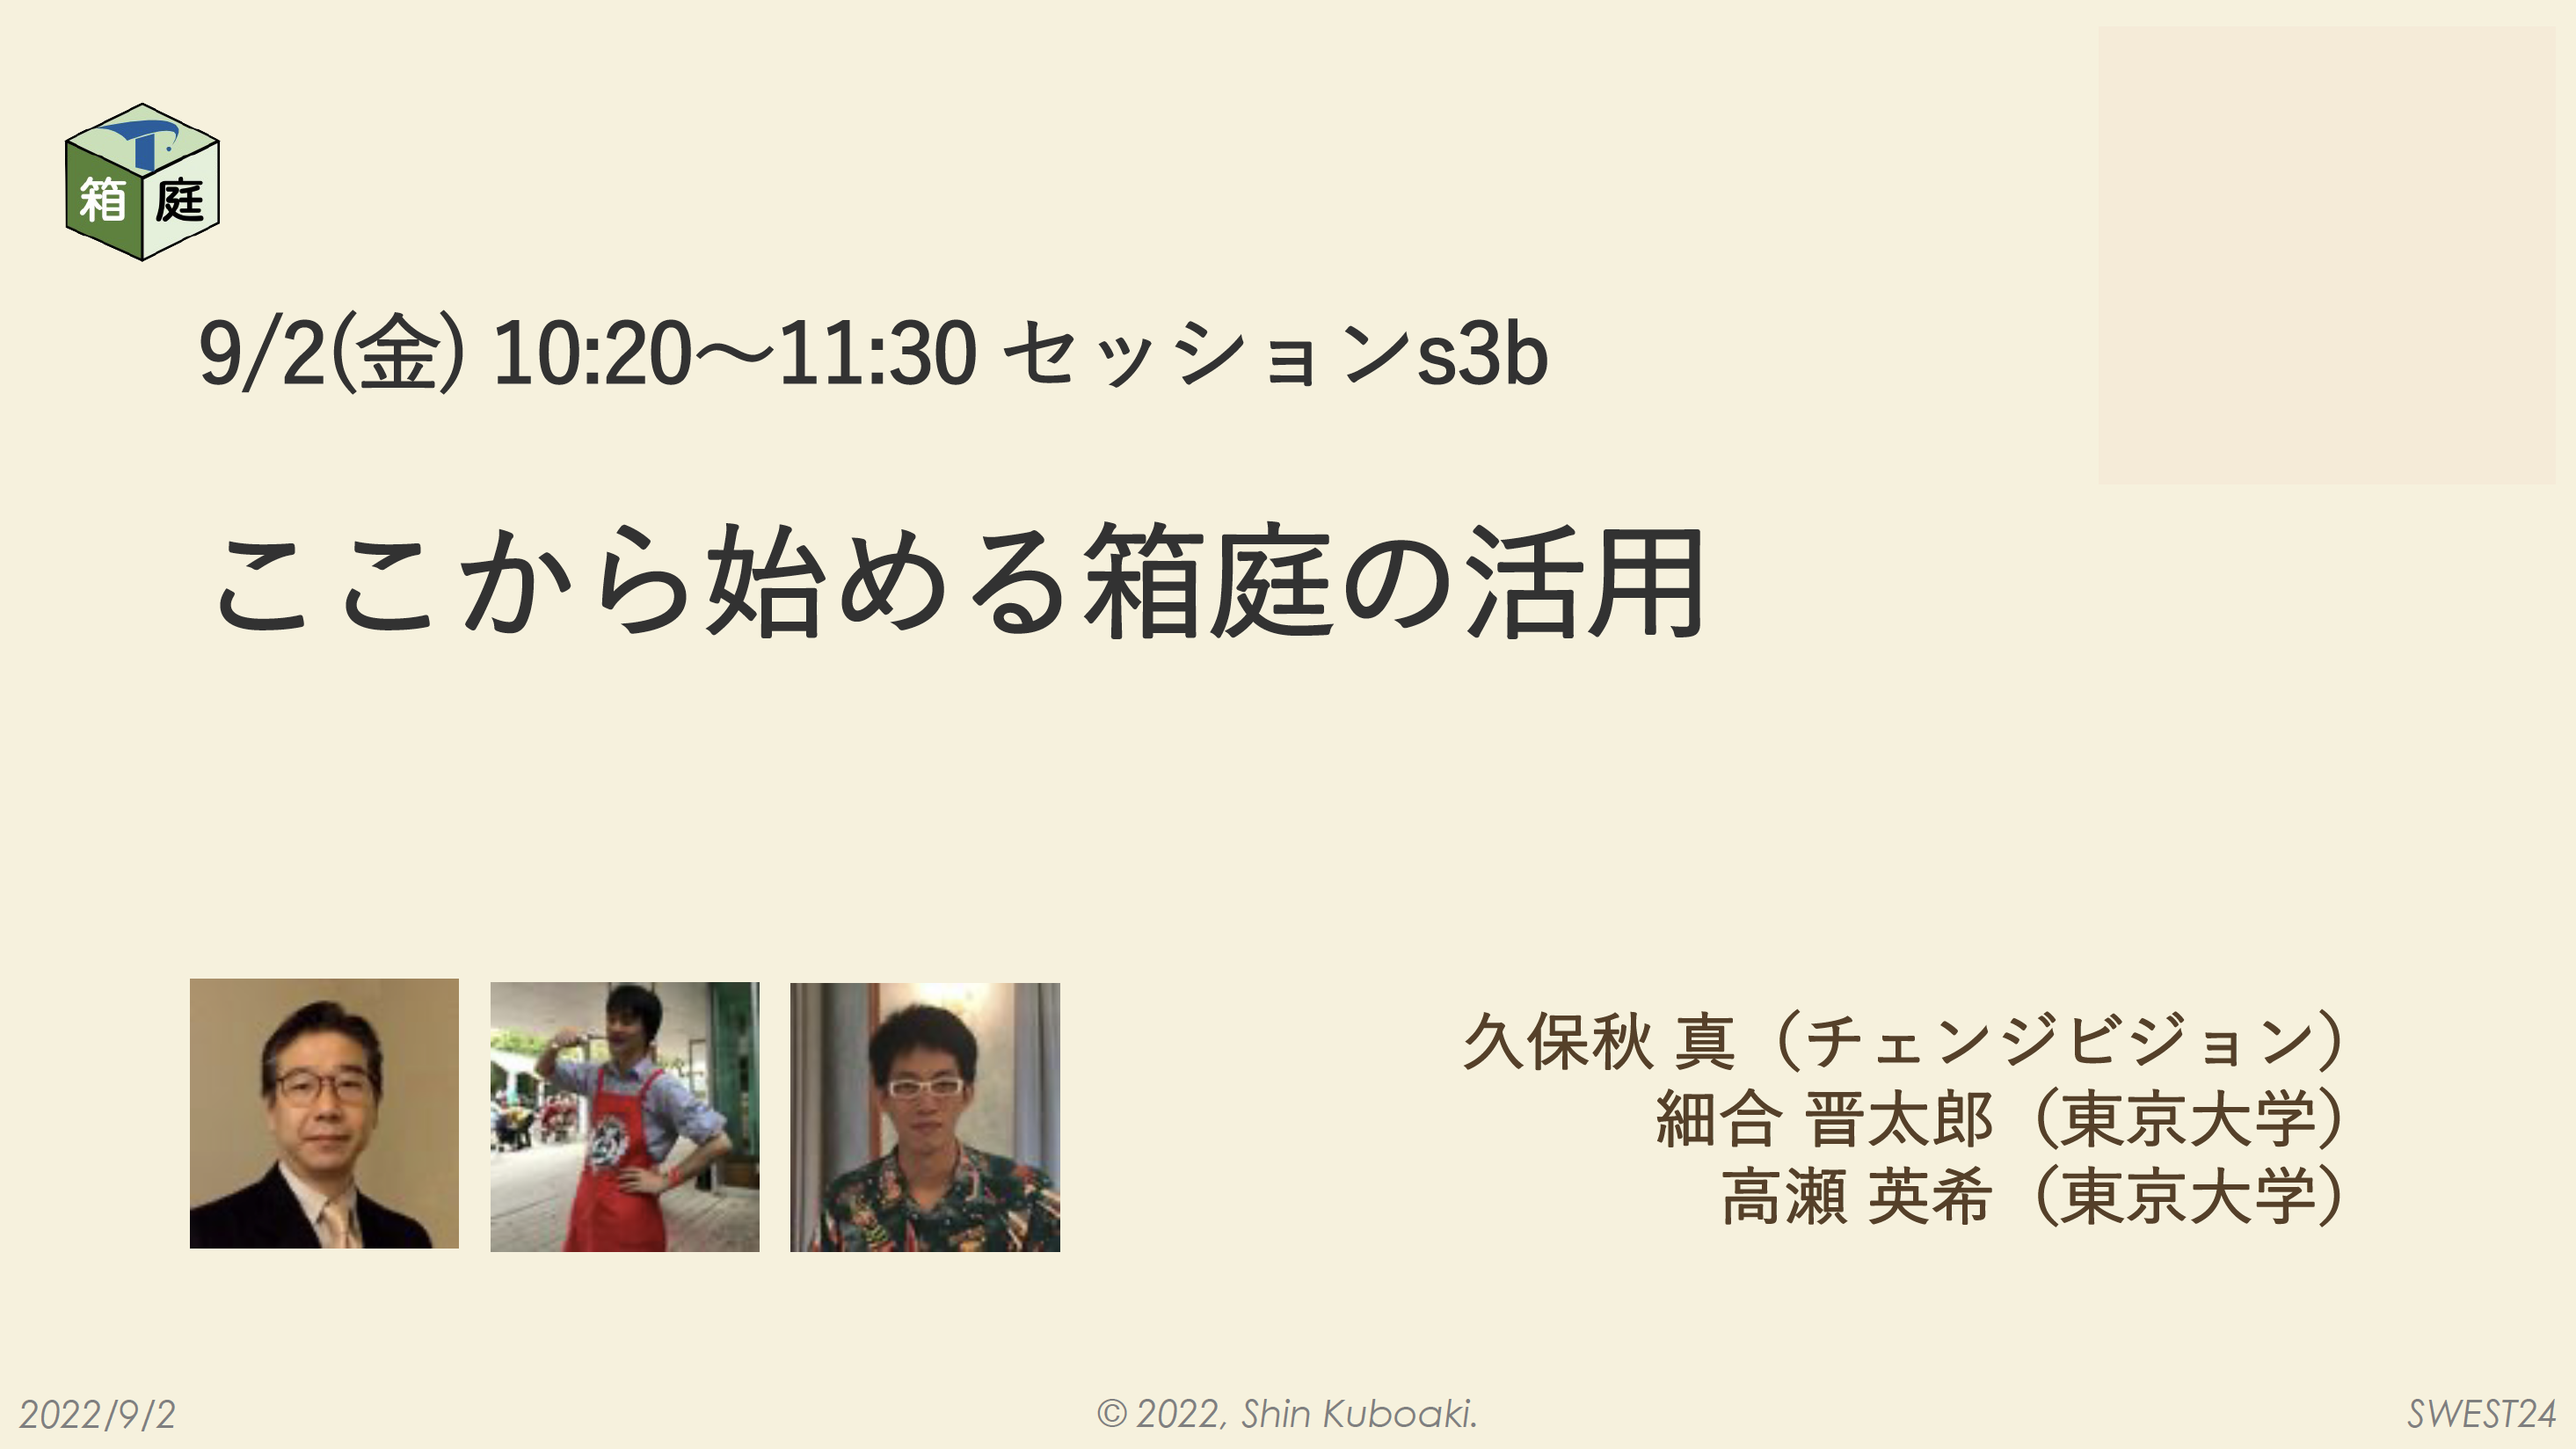 箱 庭
9/2(金) 10:20～11:30 セッションs3b
ここから始める箱庭の活用
久保秋 真（チェンジビジョン）
細合 晋太郎（東京大学）
高瀬 英希（東京大学）
2022/9/2
© 2022, Shin Kuboaki.
SWEST24